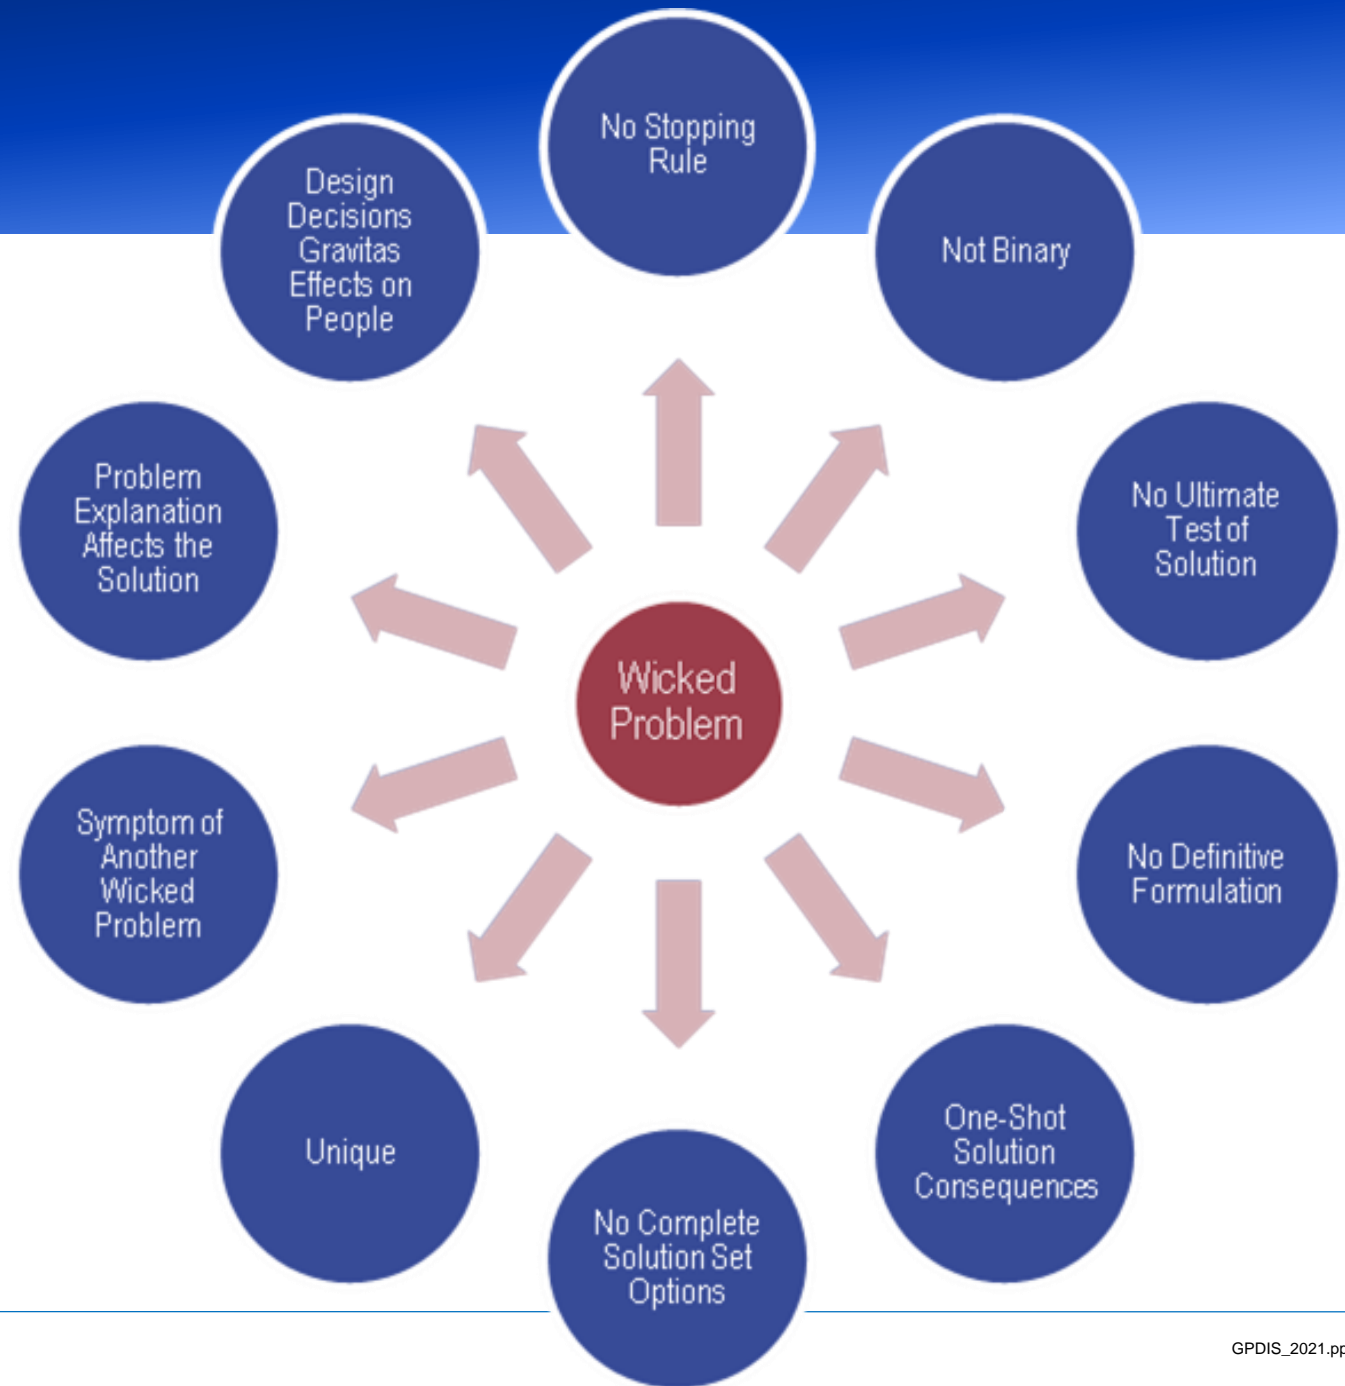 No Stopping
Rule
Not Binary
No Ultimate
Test of
Solution
No Definitive
Formulation
One-Shot
Solution
Consequences
No Complete
Solution Set
Options
Unique
Symptom of
Another
Wicked
Problem
Problem
Explanation
Affects the
Solution
Design
Decisions
Gravitas
Effects on
People
Wicked
Problem
GPDIS_2021.pp